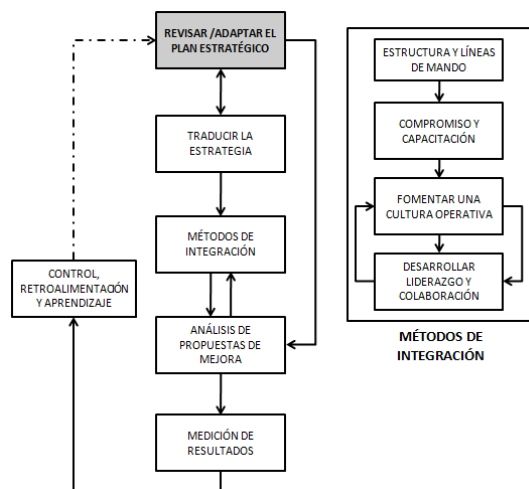 REVISAR /ADAPTAR EL
PLAN ESTRATÉGICO
TRADUCIR LA
ESTRATEGIA
MÉTODOS DE
INTEGRACIÓN
CONTROL,
RETROALIMENTACIÓN
Y APRENDIZAJE
ANÁLISIS DE
PROPUESTAS DE
MEJORA
MEDICIÓN DE
RESULTADOS
ESTRUCTURA Y LÍNEAS
DE MANDO
COMPROMISO Y
CAPACITACIÓN
FOMENTAR UNA
CULTURA OPERATIVA
DESARROLLAR
LIDERAZGO Y
COLABORACIÓN
MÉTODOS DE
INTEGRACIÓN